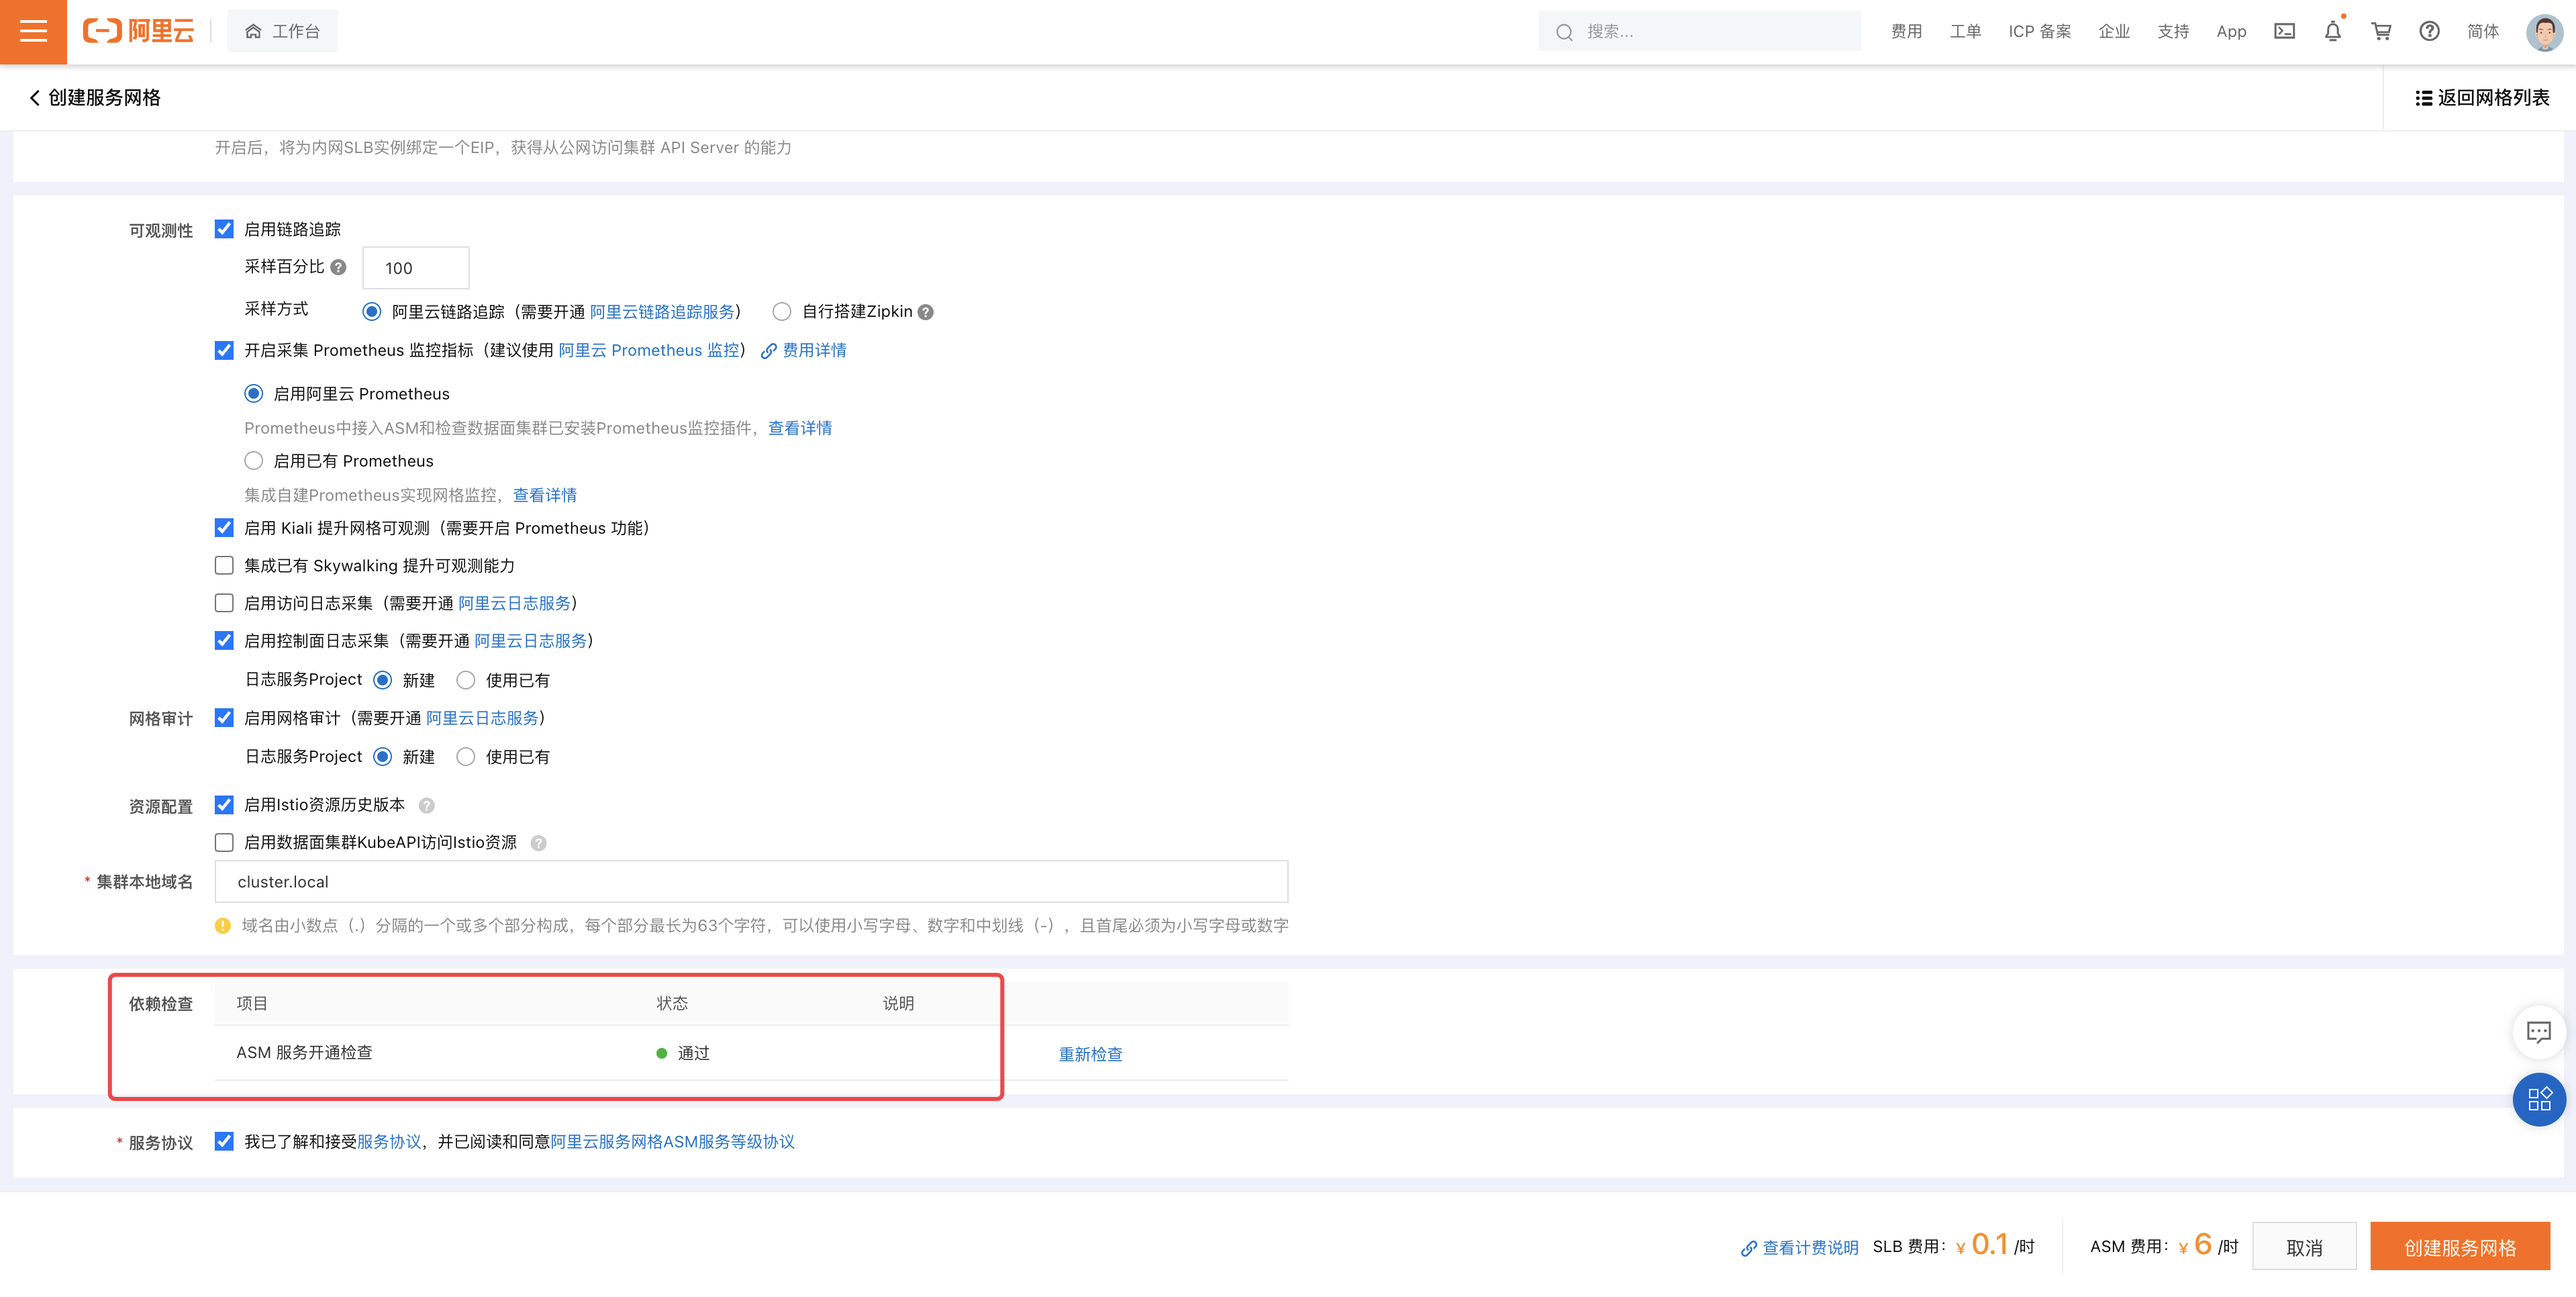 阿里云
工作台
搜索...
费用 工单 ICP 备案 企业 支持 App 简体
创建服务网格
返回网格列表
开启后，将为内网SLB实例绑定一个EIP，获得从公网访问集群 API Server 的能力
可观测性 启用链路追踪
采样百分比 100
采样方式 阿里云链路追踪（需要开通 阿里云链路追踪服务） 自行搭建Zipkin
开启采集 Prometheus 监控指标（建议使用 阿里云 Prometheus 监控） 费用详情
启用阿里云 Prometheus
Prometheus中接入ASM和检查数据面集群已安装Prometheus监控插件，查看详情
启用已有 Prometheus
集成自建Prometheus实现网格监控，查看详情
启用 Kiali 提升网格可观测（需要开启 Prometheus 功能）
集成已有 Skywalking 提升可观测能力
启用访问日志采集（需要开通 阿里云日志服务）
启用控制面日志采集（需要开通 阿里云日志服务）
日志服务Project 新建 使用已有
网格审计 启用网格审计（需要开通 阿里云日志服务）
日志服务Project 新建 使用已有
资源配置 启用Istio资源历史版本
启用数据面集群KubeAPI访问Istio资源
* 集群本地域名 cluster.local
域名由小数点（.）分隔的一个或多个部分构成，每个部分最长为63个字符，可以使用小写字母、数字和中划线（-），且首尾必须为小写字母或数字
依赖检查 项目 状态 说明
ASM 服务开通检查 通过 重新检查
* 服务协议 我已了解和接受服务协议，并已阅读和同意阿里云服务网格ASM服务等级协议
查看计费说明 SLB 费用：¥ 0.1 /时 ASM 费用：¥ 6 /时 取消 创建服务网格